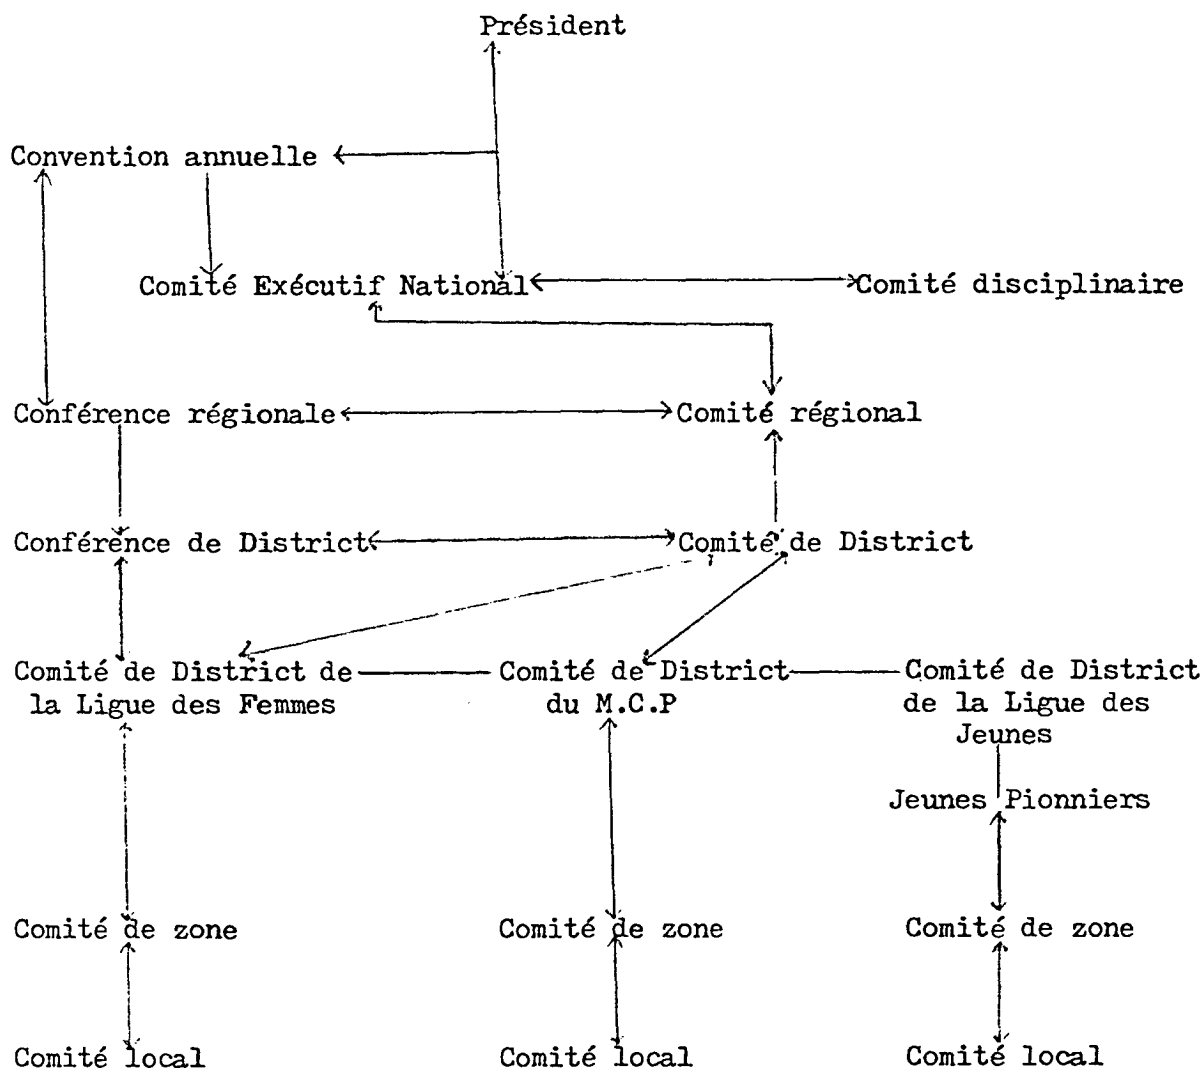 Président
Convention annuelle
Comité Exécutif National
Comité disciplinaire
Conférence régionale
Comité régional
Conférence de District
Comité de District
Comité de District de
la Ligue des Femmes
Comité de District
du M.C.P
Comité de District
de la Ligue des
Jeunes
Jeunes Pionniers
Comité de zone
Comité de zone
Comité de zone
Comité local
Comité local
Comité local